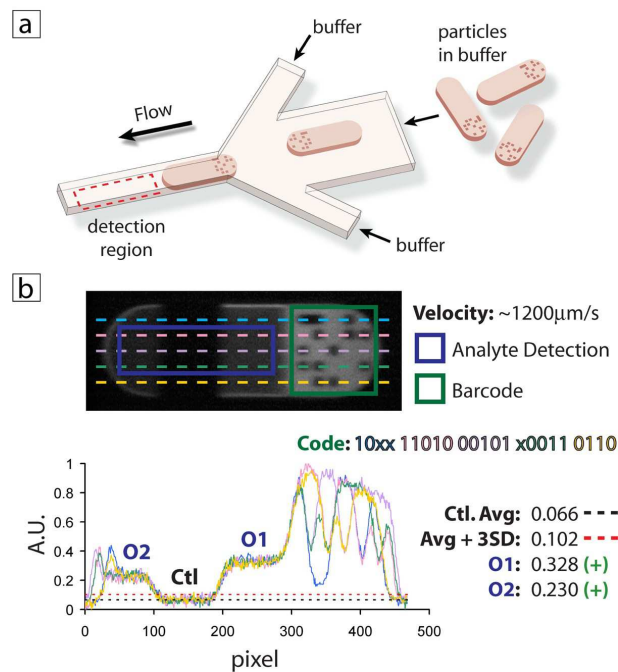 a
buffer
particles
in buffer
Flow
detection
region
buffer
b
Velocity: ~1200μm/s
Analyte Detection
Barcode
Code: 10xx 11010 00101 x0011 0110
1
0.8
0.6
0.4
0.2
0
A.U.
O2
Ctl
O1
0 100 200 300 400 500
pixel
Ctl. Avg: 0.066
Avg + 3SD: 0.102
O1: 0.328 (+)
O2: 0.230 (+)